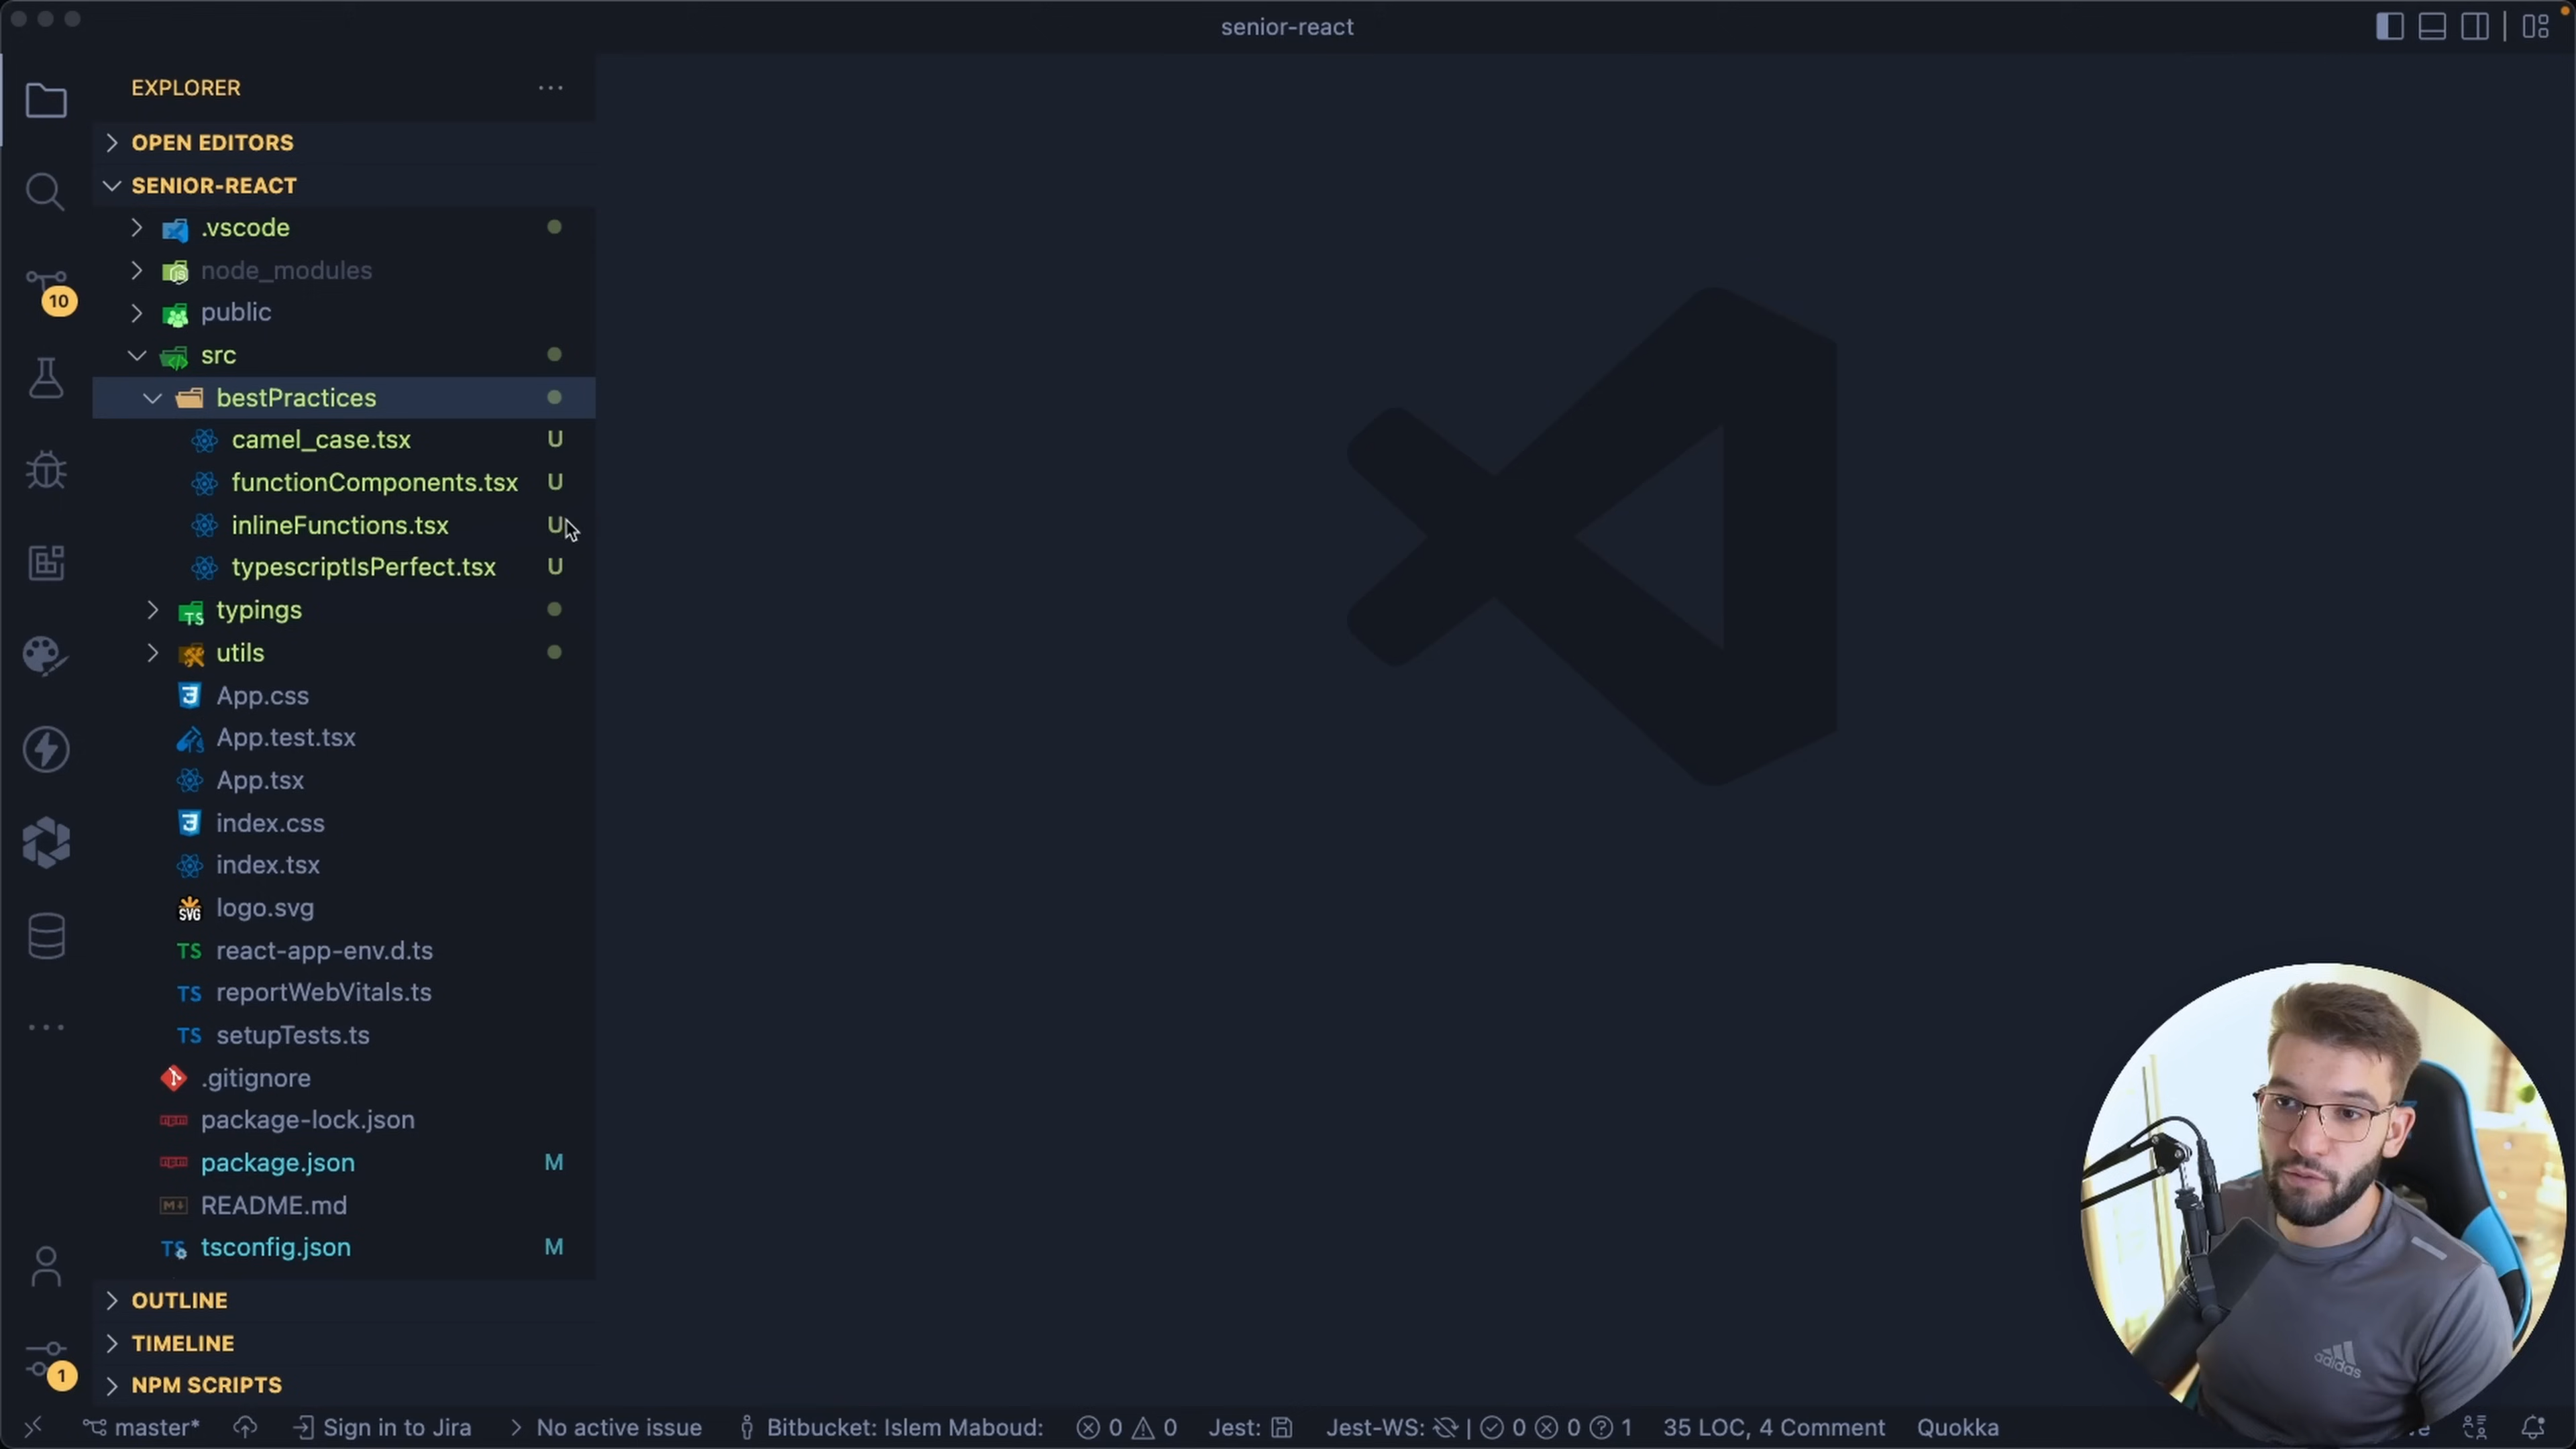 senior-react
EXPLORER
OPEN EDITORS
SENIOR-REACT
.vscode
node_modules
10
public
src
bestPractices
camel_case.tsx U
functionComponents.tsx U
inlineFunctions.tsx U
typescriptIsPerfect.tsx U
typings
utils
App.css
App.test.tsx
App.tsx
index.css
index.tsx
logo.svg
TS react-app-env.d.ts
TS reportWebVitals.ts
TS setupTests.ts
.gitignore
package-lock.json
package.json M
README.md
tsconfig.json M
OUTLINE
TIMELINE
1
NPM SCRIPTS
master* Sign in to Jira No active issue Bitbucket: Islem Maboud: 0 0 Jest: Jest-WS: | 0 0 1 35 LOC, 4 Comment Quokka
adidas